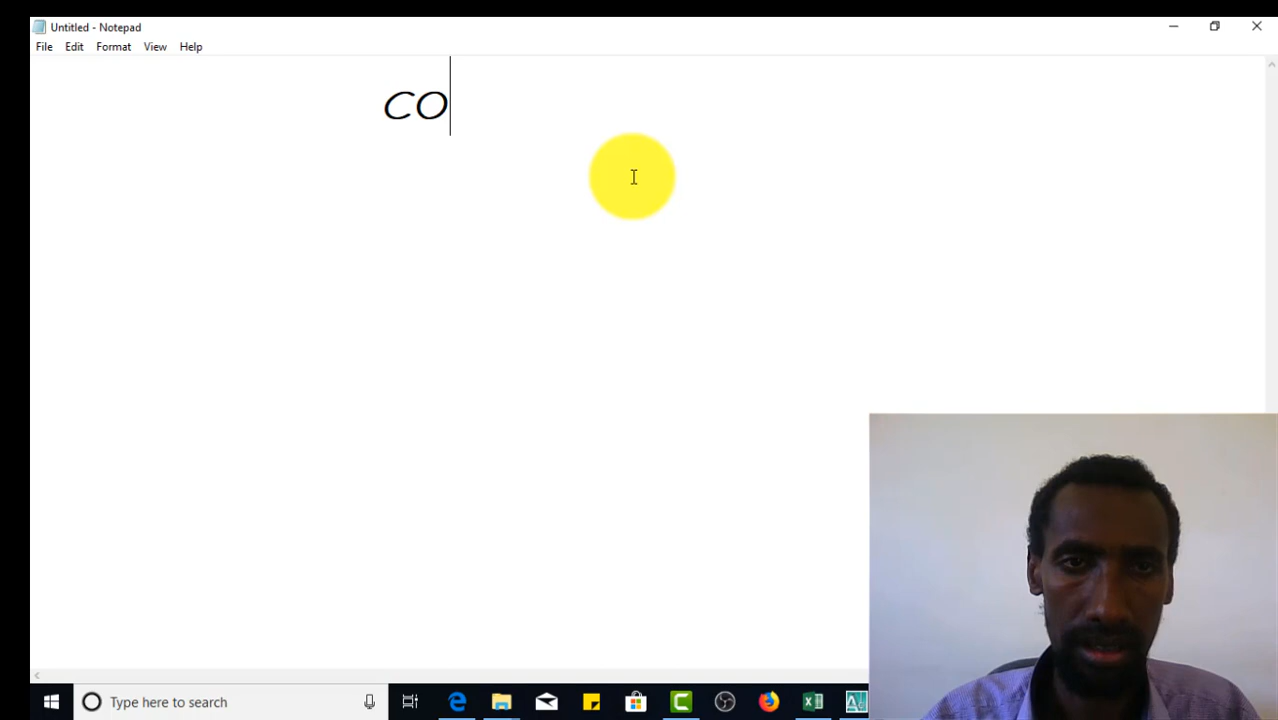 Untitled - Notepad
File Edit Format View Help
CO
Type here to search